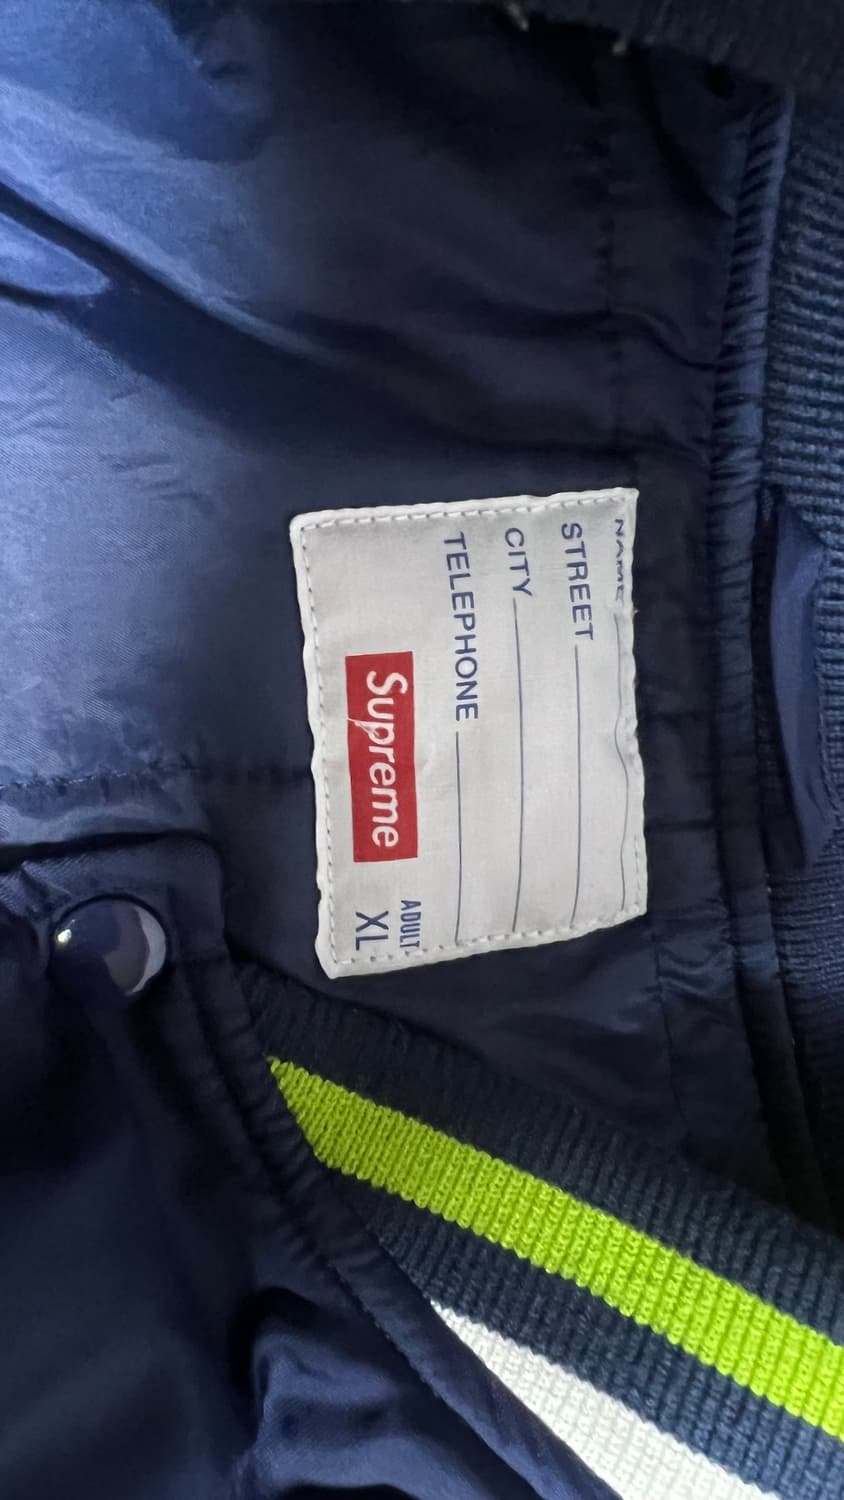 NAME
STREET
CITY
TELEPHONE
Supreme
ADULT
XL